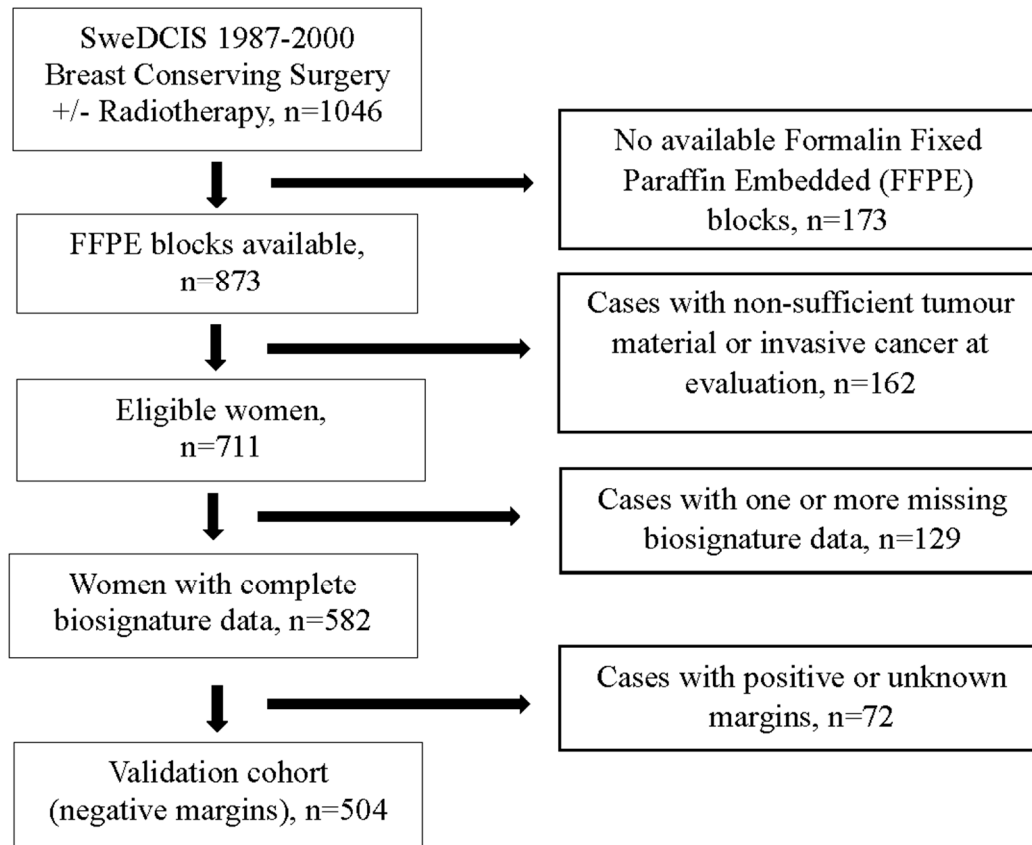 SweDCIS 1987-2000
Breast Conserving Surgery
+/- Radiotherapy, n=1046
No available Formalin Fixed
Paraffin Embedded (FFPE)
blocks, n=173
FFPE blocks available,
n=873
Cases with non-sufficient tumour
material or invasive cancer at
evaluation, n=162
Eligible women,
n=711
Cases with one or more missing
biosignature data, n=129
Women with complete
biosignature data, n=582
Cases with positive or unknown
margins, n=72
Validation cohort
(negative margins), n=504